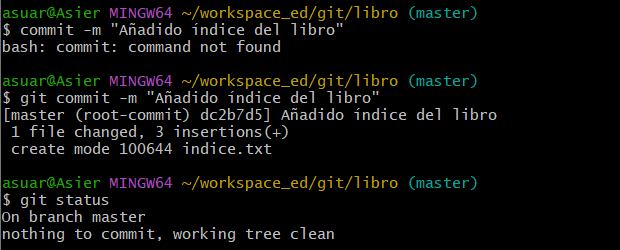 asuar@Asier MINGW64 ~/workspace_ed/git/libro (master)
$ commit -m "Añadido índice del libro"
bash: commit: command not found
asuar@Asier MINGW64 ~/workspace_ed/git/libro (master)
$ git commit -m "Añadido índice del libro"
[master (root-commit) dc2b7d5] Añadido índice del libro
1 file changed, 3 insertions(+)
create mode 100644 indice.txt
asuar@Asier MINGW64 ~/workspace_ed/git/libro (master)
$ git status
On branch master
nothing to commit, working tree clean